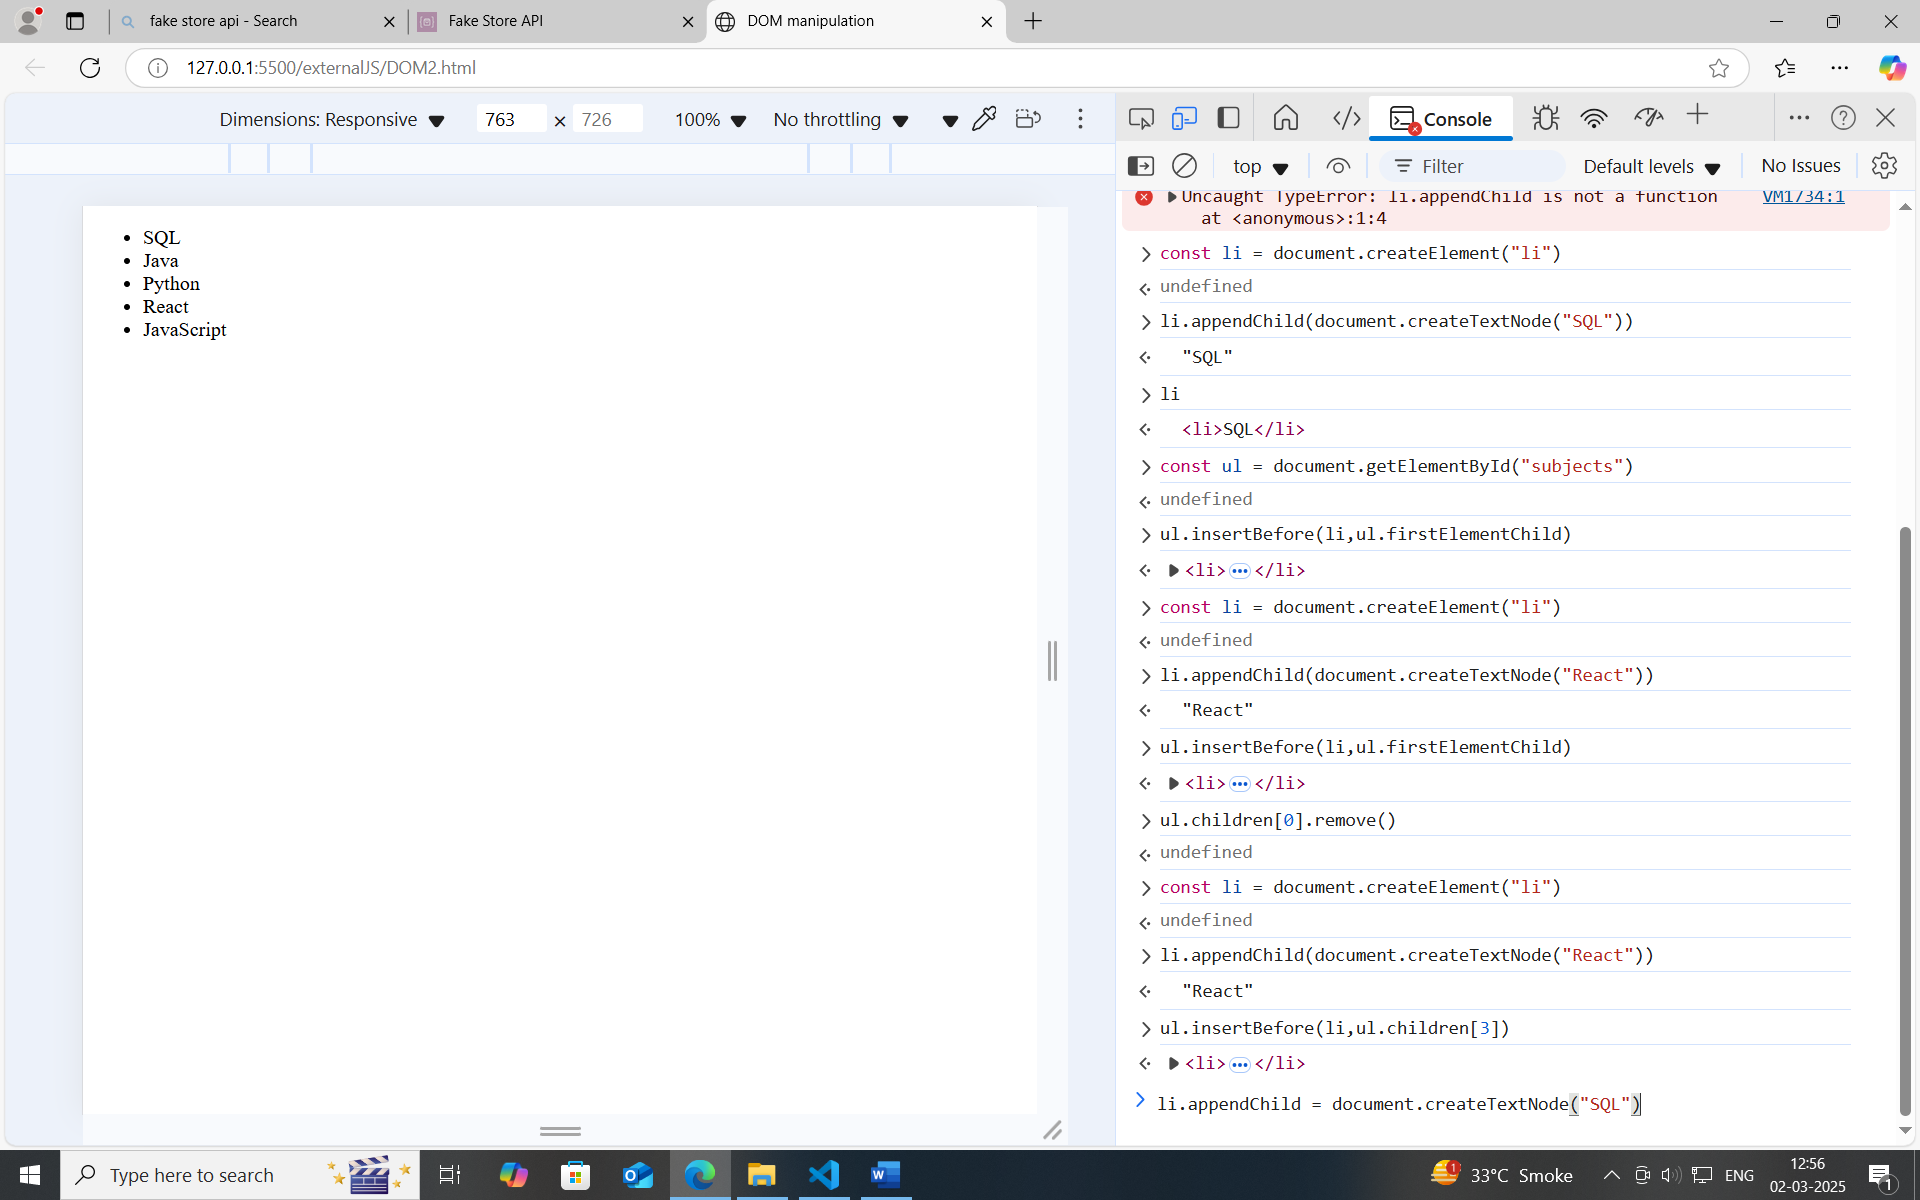 fake store api - Search
Fake Store API
DOM manipulation
127.0.0.1:5500/externalJS/DOM2.html
Dimensions: Responsive
763 × 726
100%
No throttling
Console
top
Filter
Default levels
No Issues
SQL
Java
Python
React
JavaScript
Uncaught TypeError: li.appendChild is not a function VM1734:1
at <anonymous>:1:4
const li = document.createElement("li")
undefined
li.appendChild(document.createTextNode("SQL"))
"SQL"
li
<li>SQL</li>
const ul = document.getElementById("subjects")
undefined
ul.insertBefore(li,ul.firstElementChild)
<li>…</li>
const li = document.createElement("li")
undefined
li.appendChild(document.createTextNode("React"))
"React"
ul.insertBefore(li,ul.firstElementChild)
<li>…</li>
ul.children[0].remove()
undefined
const li = document.createElement("li")
undefined
li.appendChild(document.createTextNode("React"))
"React"
ul.insertBefore(li,ul.children[3])
<li>…</li>
li.appendChild = document.createTextNode("SQL")
Type here to search
1
33°C Smoke
ENG
12:56
02-03-2025
1